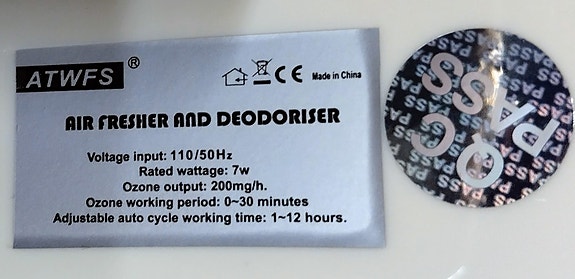 ATWFS®
CE Made in China
AIR FRESHER AND DEODORISER
Voltage input: 110/50Hz
Rated wattage: 7w
Ozone output: 200mg/h.
Ozone working period: 0~30 minutes
Adjustable auto cycle working time: 1~12 hours.
QC
PASS